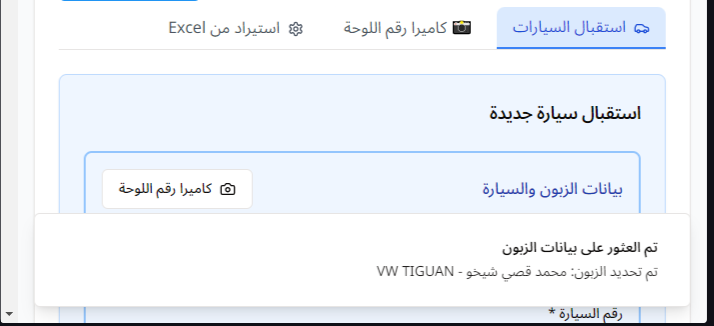 استقبال السيارات
كاميرا رقم اللوحة
استيراد من Excel
استقبال سيارة جديدة
بيانات الزبون والسيارة
كاميرا رقم اللوحة
تم العثور على بيانات الزبون
تم تحديد الزبون: محمد قصي شيخو - VW TIGUAN
رقم السيارة *